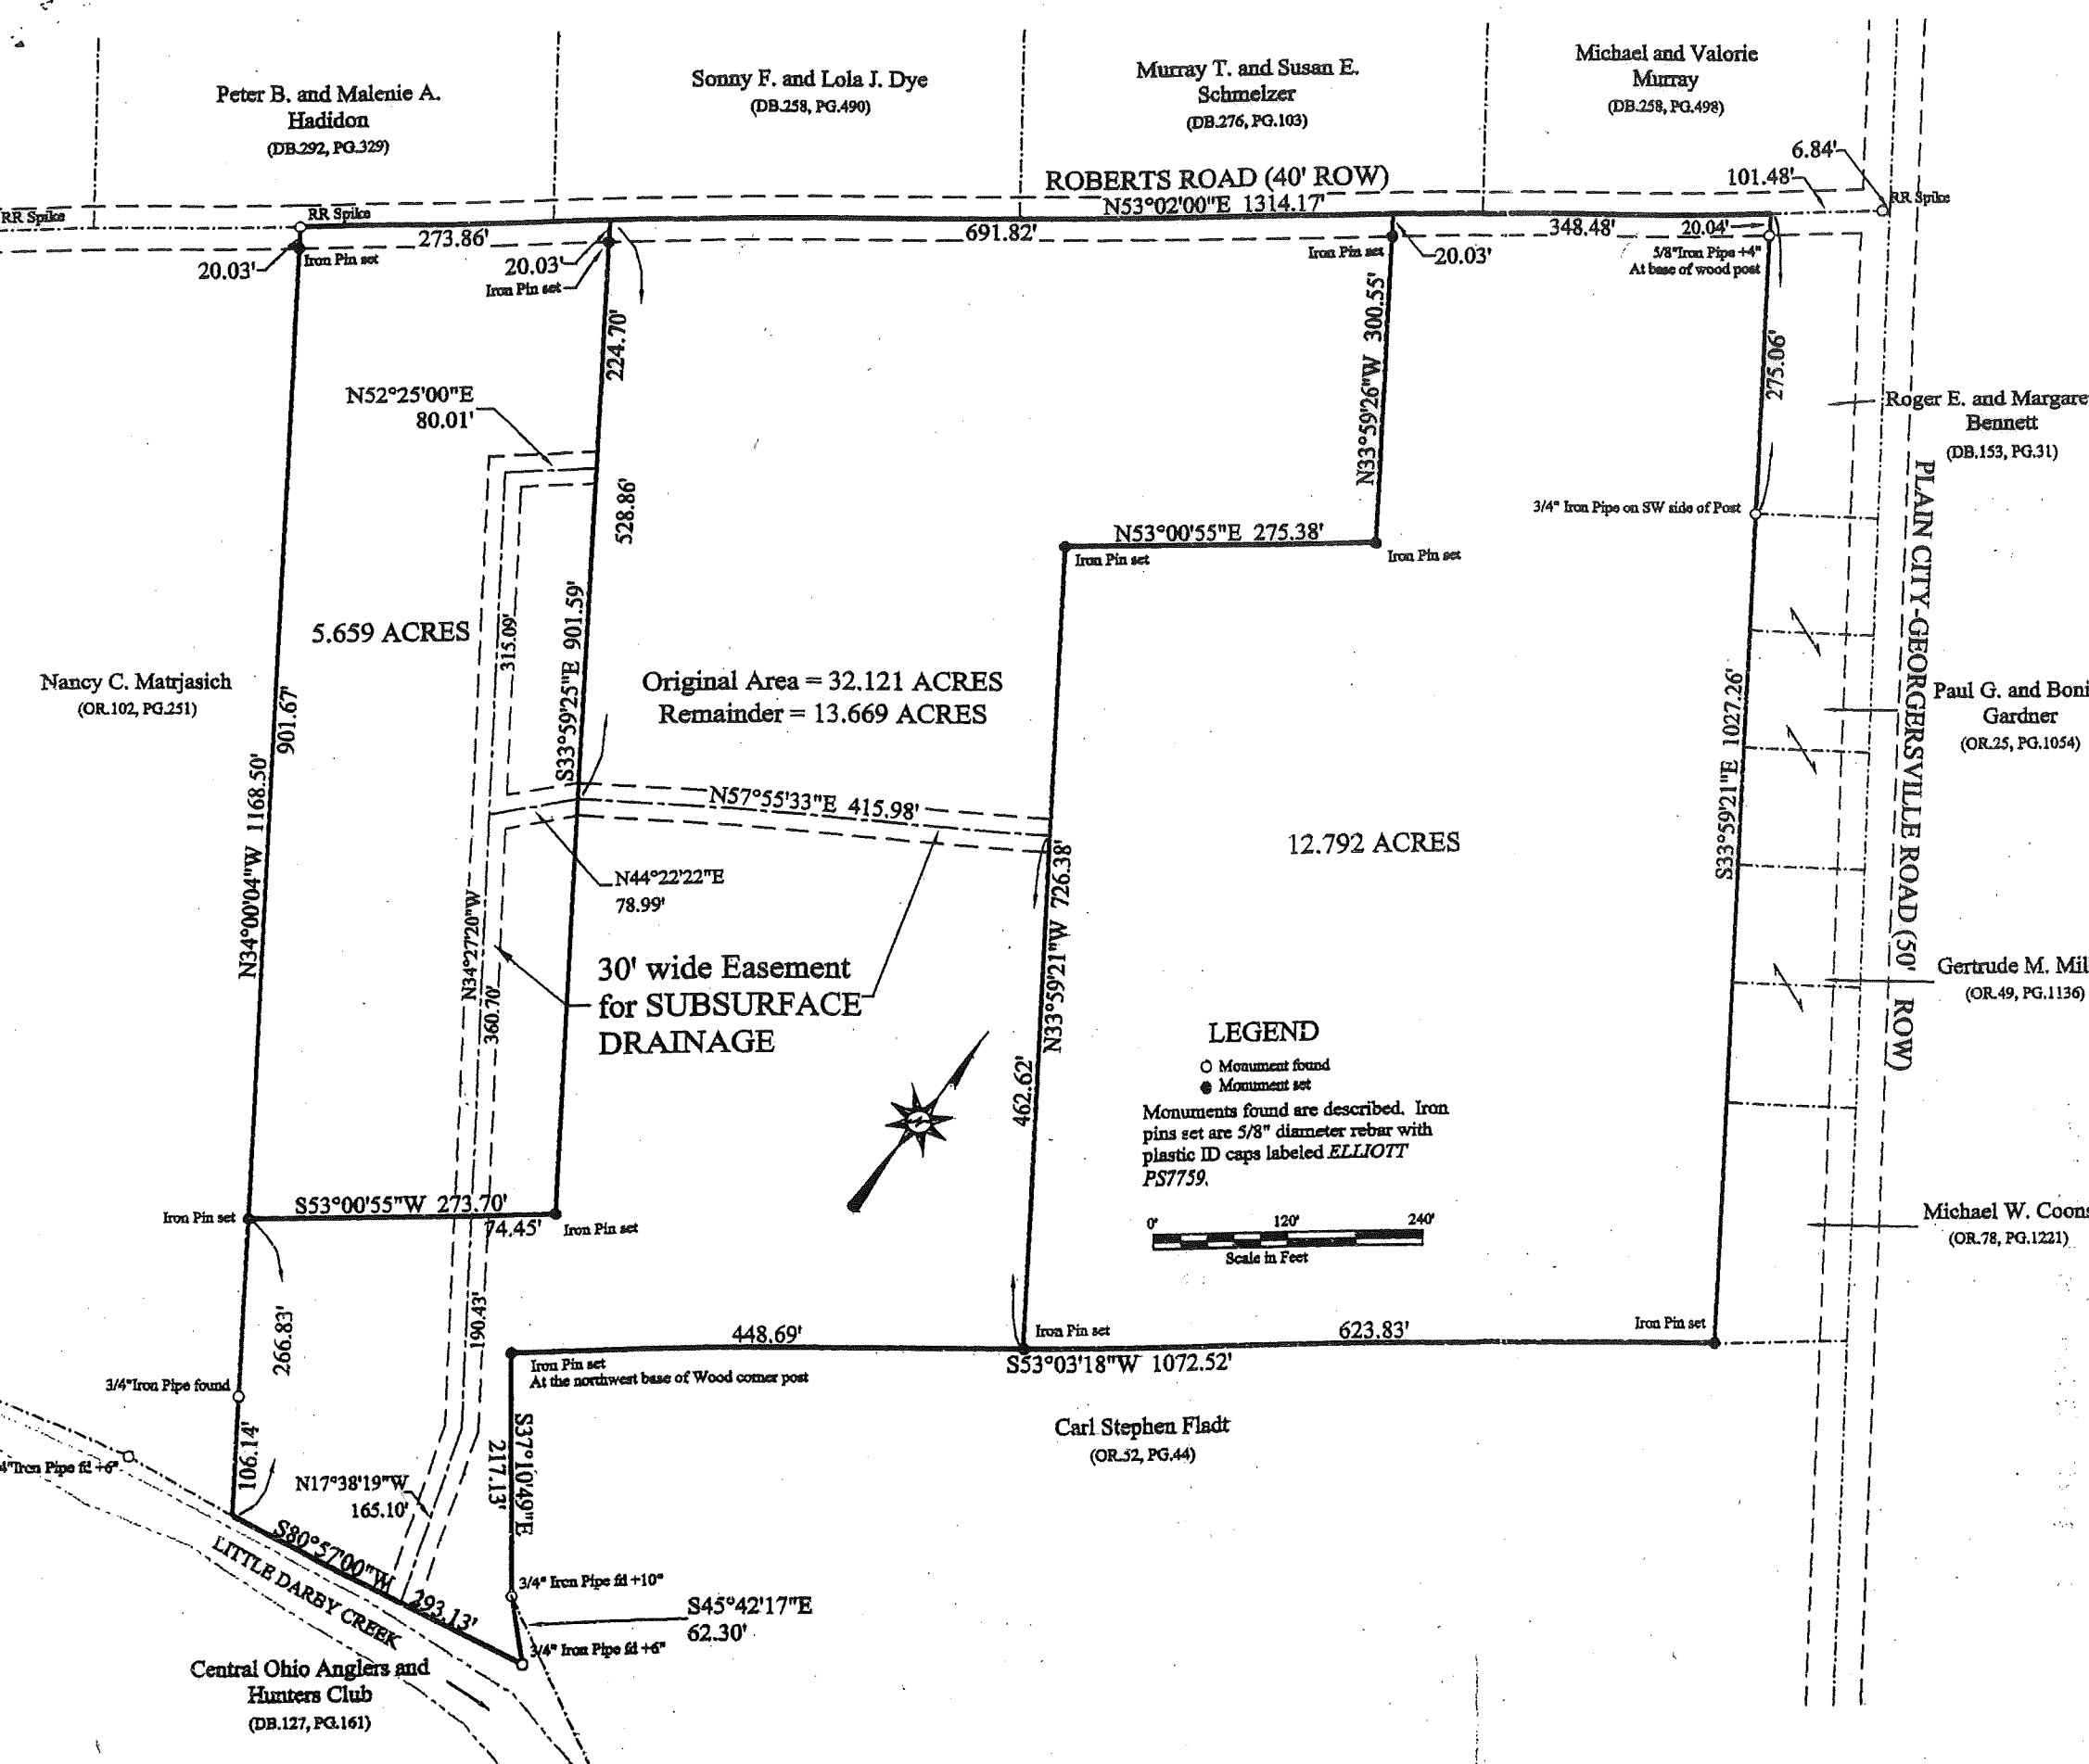 Peter B. and Malenie A.
Hadidon
(DB.292, PG.329)
Sonny F. and Lola J. Dye
(DB.258, PG.490)
Murray T. and Susan E.
Schmelzer
(DB.276, PG.103)
Michael and Valorie
Murray
(DB.258, PG.498)
6.84'
101.48'
ROBERTS ROAD (40' ROW)
N53°02'00"E 1314.17'
RR Spike
RR Spike
RR Spike
273.86'
691.82'
348.48'
20.04'
20.03'
Iron Pin set
20.03'
Iron Pin set
Iron Pin set
20.03'
5/8"Iron Pipe +4"
At base of wood post
224.70'
N33°59'26"W 300.55'
275.06'
N52°25'00"E
80.01'
Roger E. and Margare
Bennett
(DB.153, PG.31)
528.86'
3/4" Iron Pipe on SW side of Post
N53°00'55"E 275.38'
Iron Pin set
Iron Pin set
PLAIN CITY-GEORGERSVILLE ROAD (50' ROW)
5.659 ACRES
315.09'
S33°59'25"E 901.59'
Original Area = 32.121 ACRES
Remainder = 13.669 ACRES
Nancy C. Matrjasich
(OR.102, PG.251)
N34°00'04"W 1168.50'
901.67'
S33°59'21"E 1027.26'
Paul G. and Boni
Gardner
(OR.25, PG.1054)
N57°55'33"E 415.98'
12.792 ACRES
N44°22'22"E
78.99'
N34°27'20"W
360.70'
N33°59'21"W 726.38'
462.62'
30' wide Easement
for SUBSURFACE
DRAINAGE
Gertrude M. Mil
(OR.49, PG.1136)
LEGEND
Monument found
Monument set
Monuments found are described. Iron
pins set are 5/8" diameter rebar with
plastic ID caps labeled ELLIOTT
PS7759.
0' 120' 240'
Scale in Feet
S53°00'55"W 273.70'
Iron Pin set
74.45'
Iron Pin set
Michael W. Coons
(OR.78, PG.1221)
266.83'
190.43'
448.69'
Iron Pin set
623.83'
Iron Pin set
S53°03'18"W 1072.52'
Iron Pin set
At the northwest base of Wood corner post
3/4"Iron Pipe found
106.14'
S37°10'49"E
217.13'
Carl Stephen Fladt
(OR.52, PG.44)
4"Iron Pipe fd +6"
N17°38'19"W
165.10'
S80°57'00"W
293.13'
LITTLE DARBY CREEK
3/4" Iron Pipe fd +10"
S45°42'17"E
62.30'
3/4" Iron Pipe fd +6"
Central Ohio Anglers and
Hunters Club
(DB.127, PG.161)